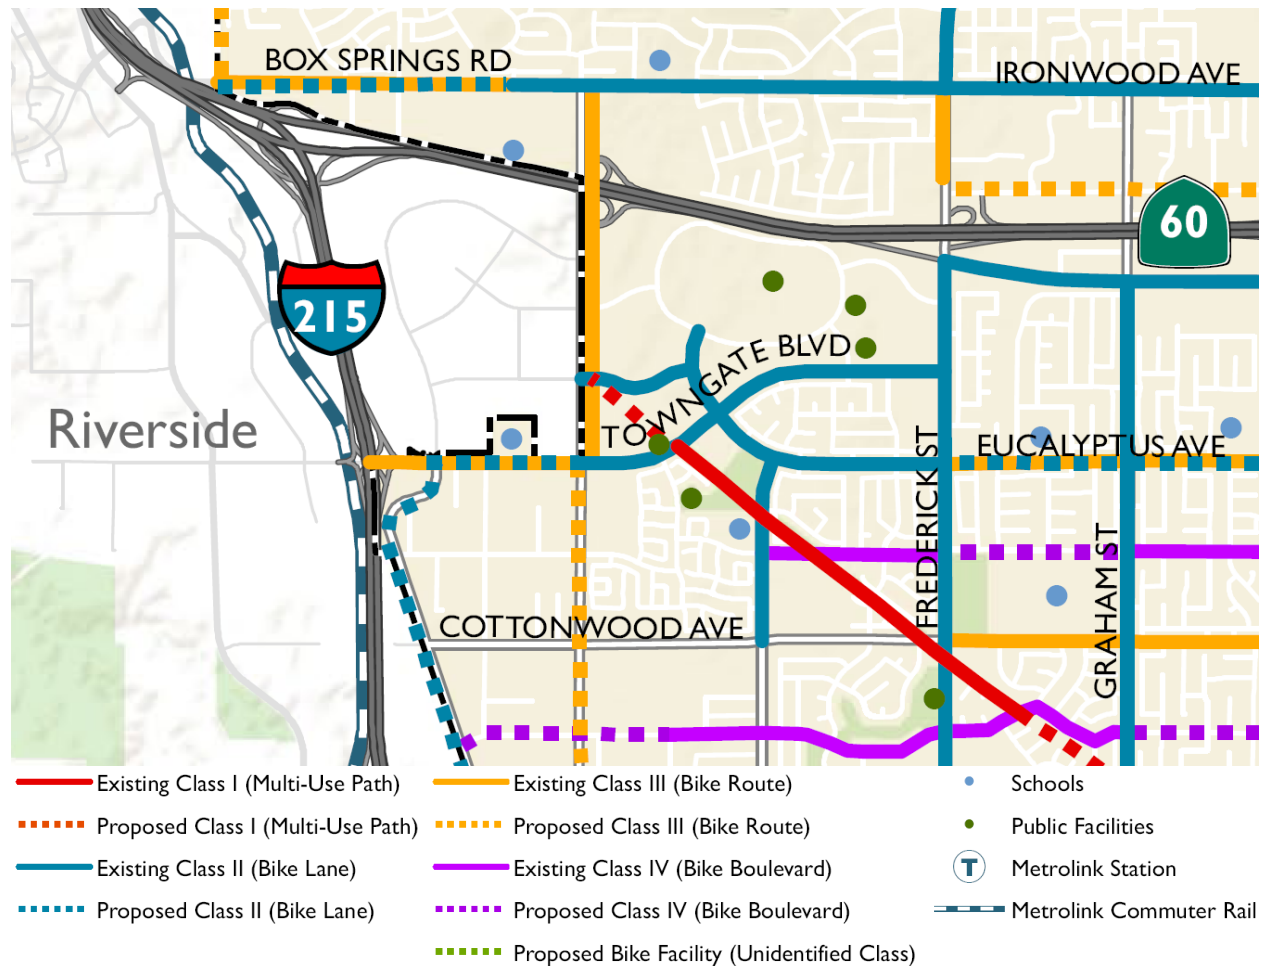 BOX SPRINGS RD
IRONWOOD AVE
60
215
TOWNGATE BLVD
Riverside
FREDERICK ST
EUCALYPTUS AVE
GRAHAM ST
COTTONWOOD AVE
Existing Class I (Multi-Use Path)
Proposed Class I (Multi-Use Path)
Existing Class II (Bike Lane)
Proposed Class II (Bike Lane)
Existing Class III (Bike Route)
Proposed Class III (Bike Route)
Existing Class IV (Bike Boulevard)
Proposed Class IV (Bike Boulevard)
Proposed Bike Facility (Unidentified Class)
Schools
Public Facilities
T Metrolink Station
Metrolink Commuter Rail